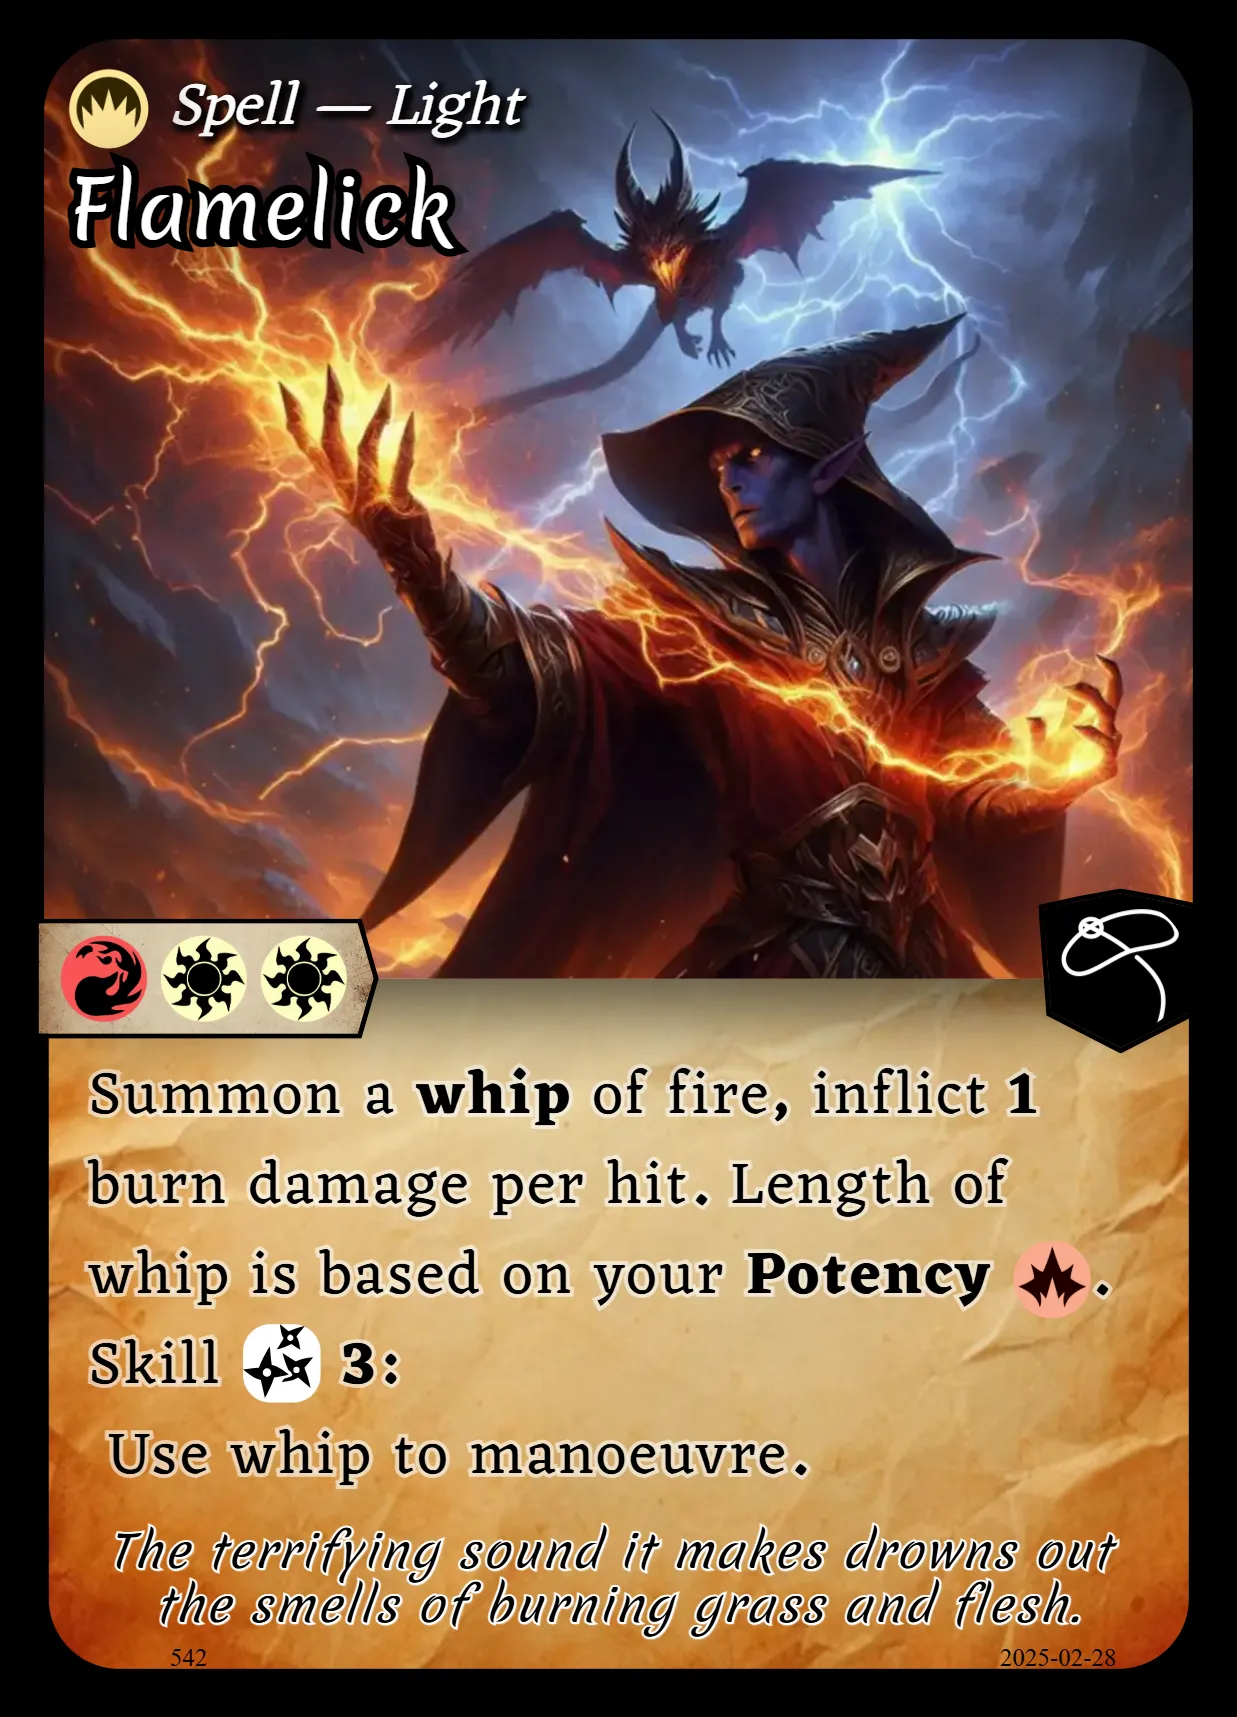 Spell — Light
Flamelick
Summon a whip of fire, inflict 1
burn damage per hit. Length of
whip is based on your Potency .
Skill 3:
Use whip to manoeuvre.
The terrifying sound it makes drowns out
the smells of burning grass and flesh.
542 2025-02-28